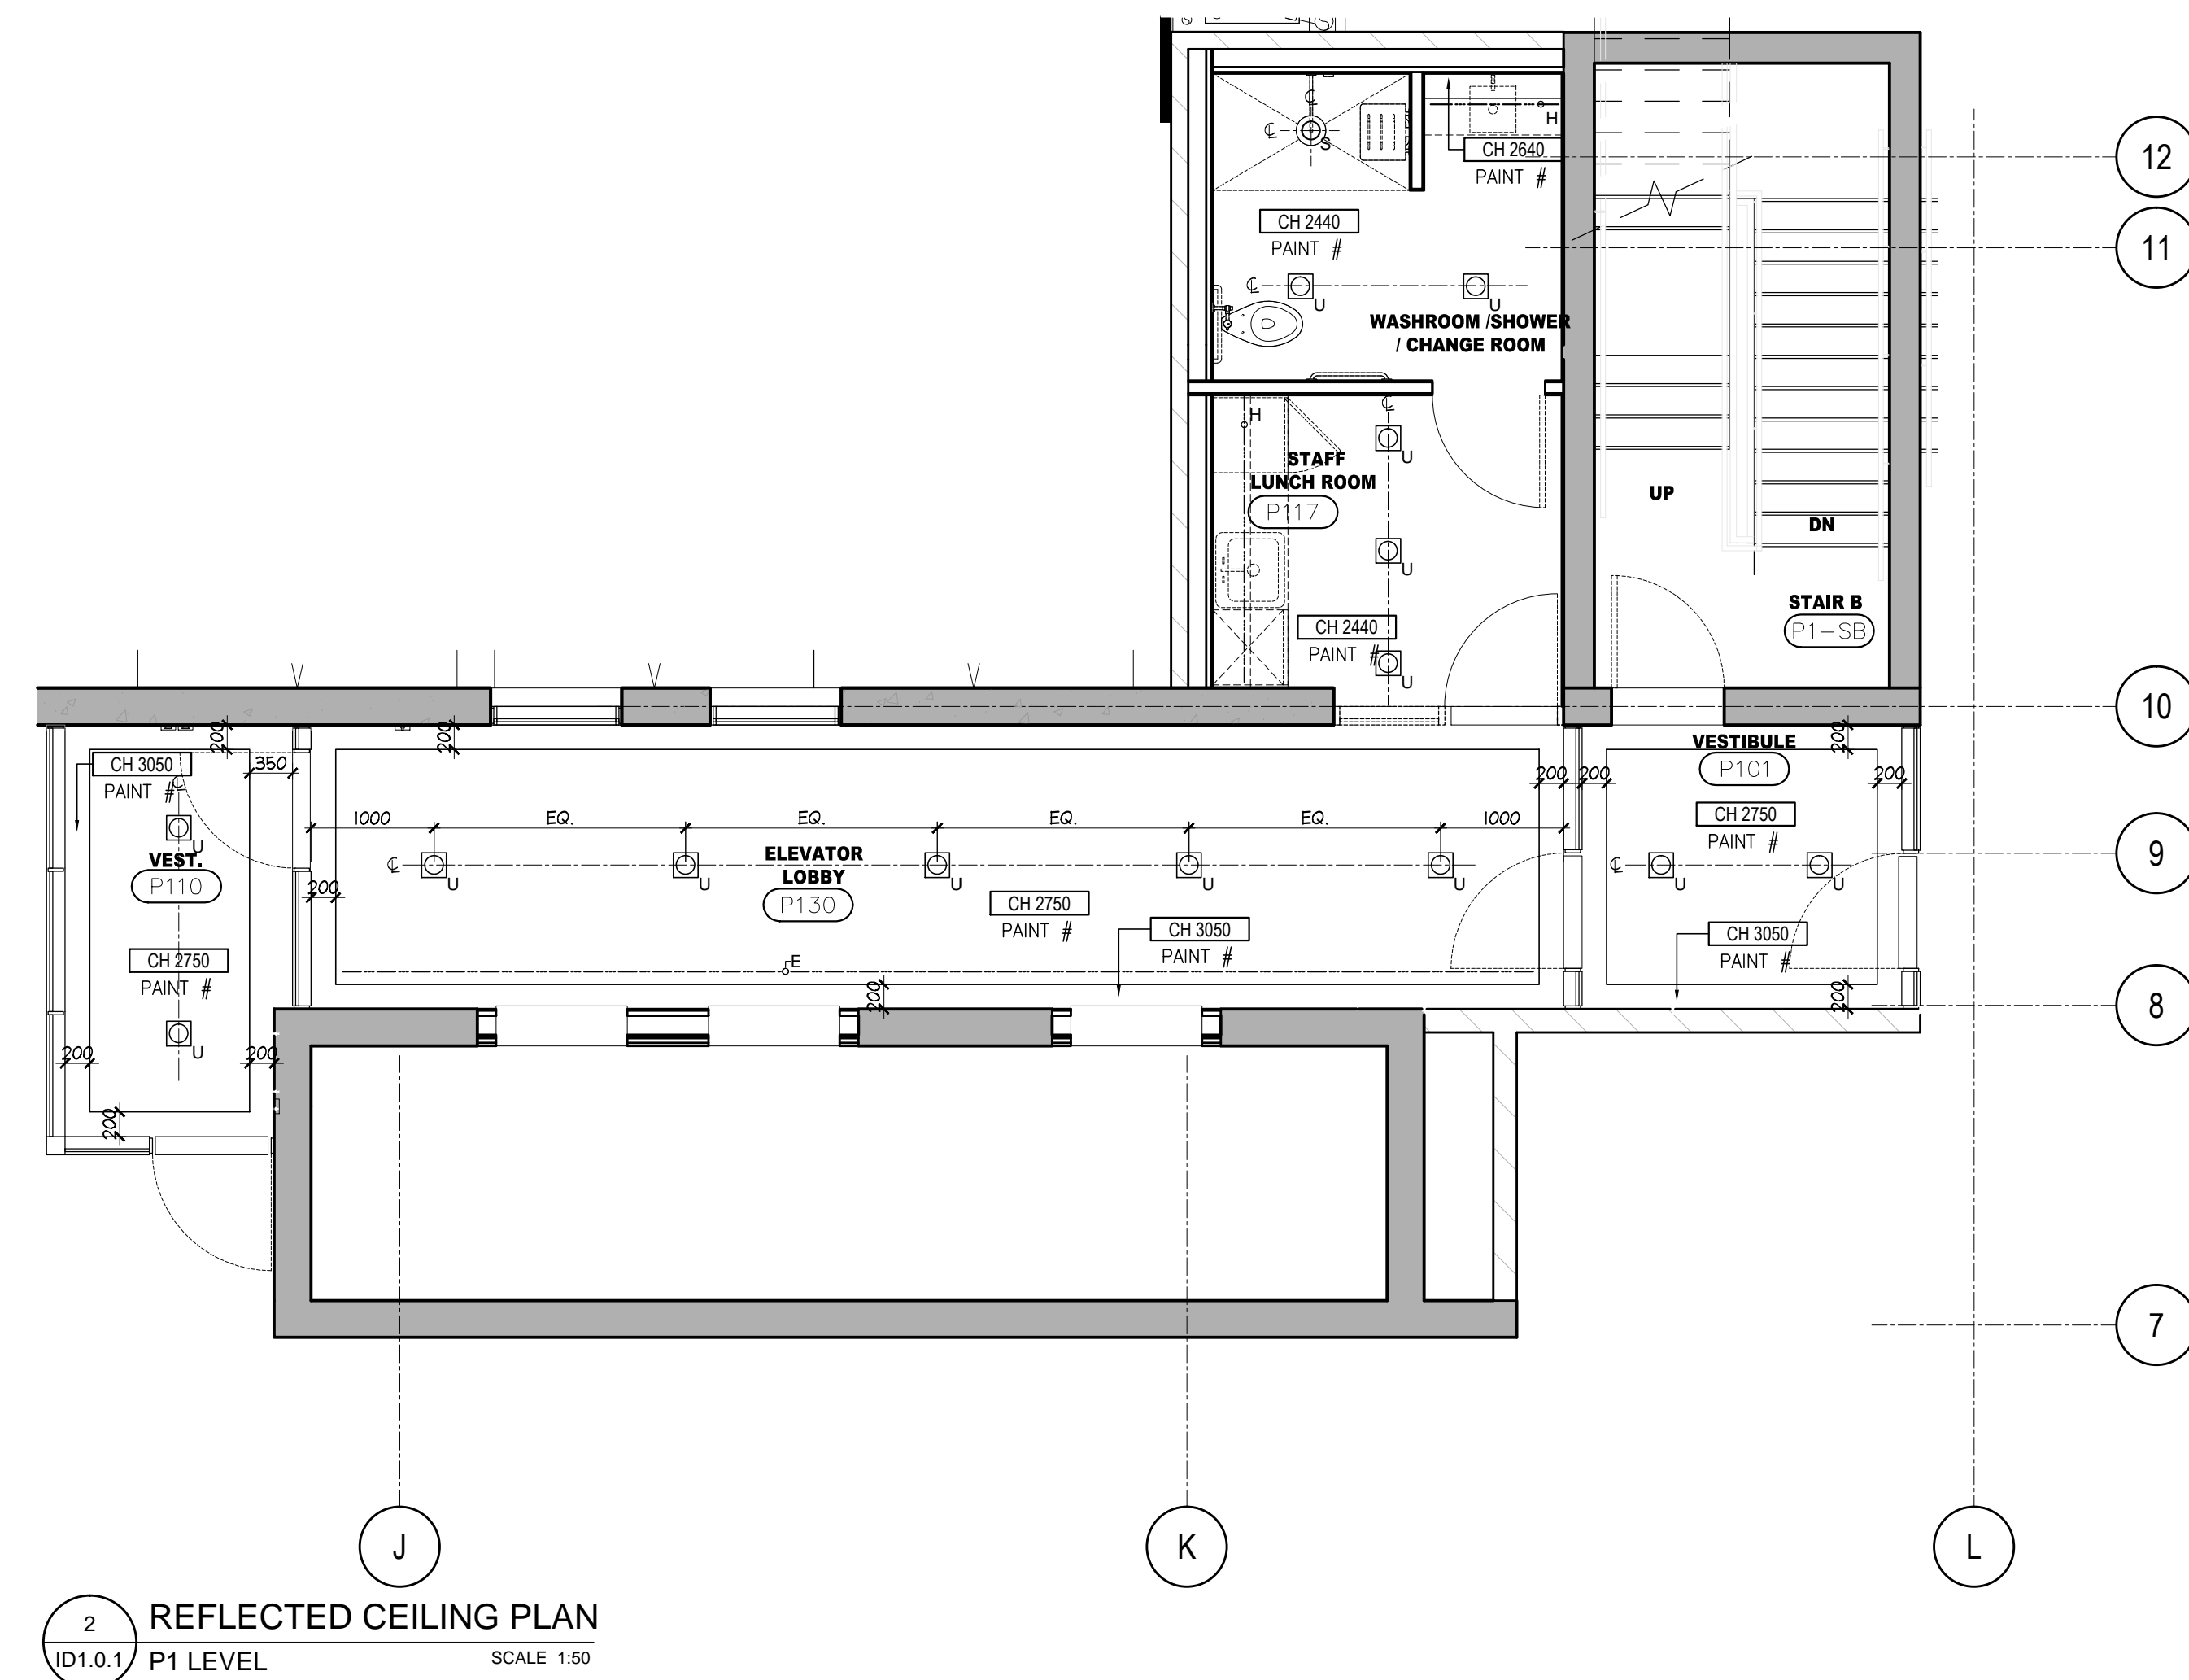 S
H
CH 2640
PAINT #
12
CH 2440
PAINT #
11
U
U
WASHROOM /SHOWER
/ CHANGE ROOM
H
U
STAFF
LUNCH ROOM
P117
UP
DN
U
STAIR B
P1-SB
CH 2440
PAINT #
U
10
200
200
200
CH 3050
PAINT #
350
VESTIBULE
P101
200
200
200
1000
EQ.
EQ.
EQ.
EQ.
1000
CH 2750
PAINT #
U
VEST.
P110
ELEVATOR
LOBBY
P130
9
U
U
U
U
U
U
U
200
CH 2750
PAINT #
CH 3050
PAINT #
CH 3050
PAINT #
CH 2750
PAINT #
E
200
200
8
U
200
200
200
7
J
K
L
2
ID1.0.1
REFLECTED CEILING PLAN
P1 LEVEL
SCALE 1:50